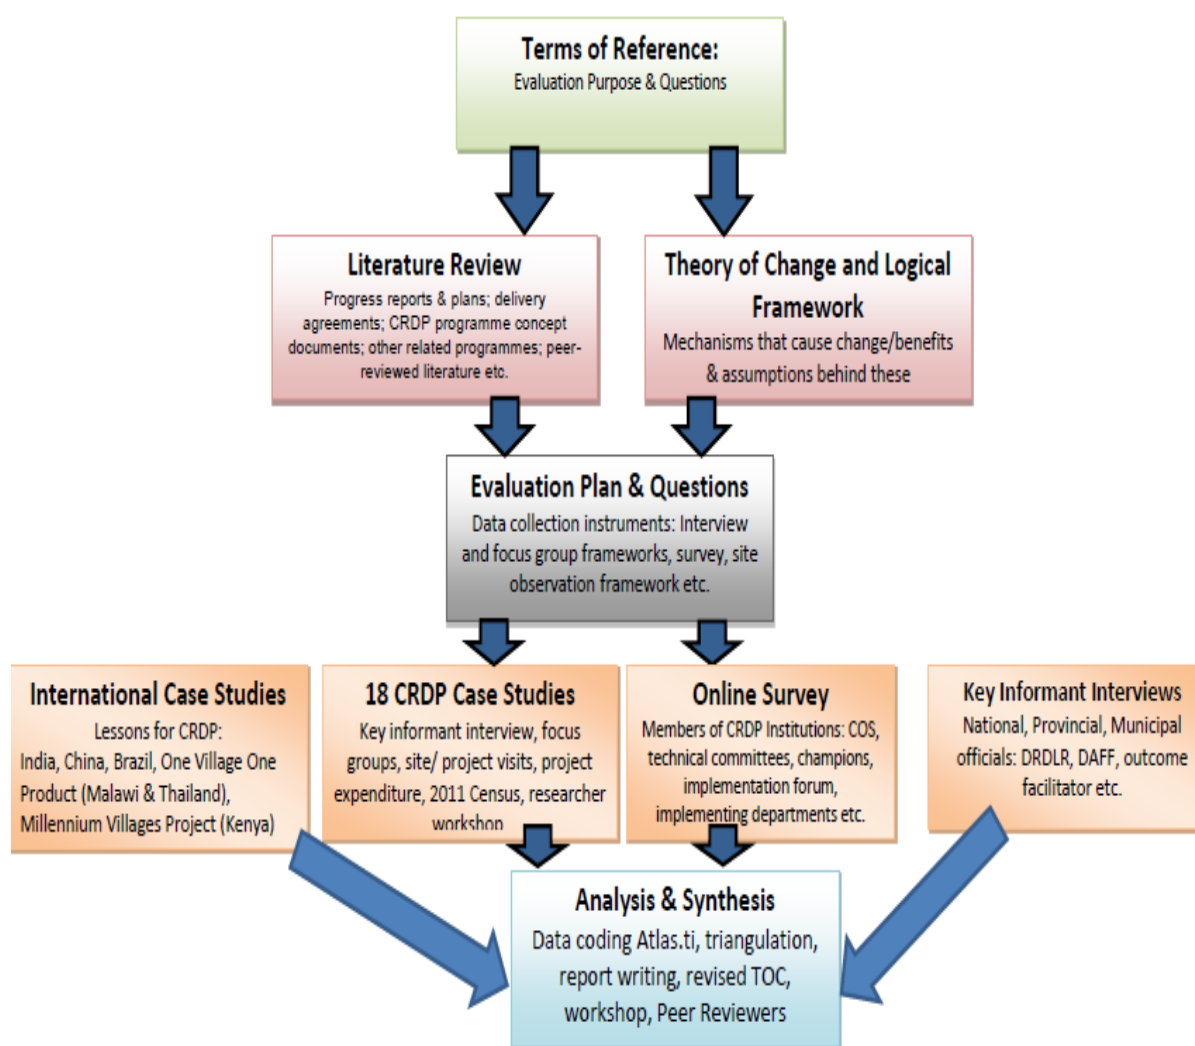 Terms of Reference:
Evaluation Purpose & Questions
Literature Review
Progress reports & plans; delivery
agreements; CRDP programme concept
documents; other related programmes; peer-
reviewed literature etc.
Theory of Change and Logical
Framework
Mechanisms that cause change/benefits
& assumptions behind these
Evaluation Plan & Questions
Data collection instruments: Interview
and focus group frameworks, survey, site
observation framework etc.
International Case Studies
Lessons for CRDP:
India, China, Brazil, One Village One
Product (Malawi & Thailand),
Millennium Villages Project (Kenya)
18 CRDP Case Studies
Key informant interview, focus
groups, site/ project visits, project
expenditure, 2011 Census, researcher
workshop
Online Survey
Members of CRDP Institutions: COS,
technical committees, champions,
implementation forum,
implementing departments etc.
Key Informant Interviews
National, Provincial, Municipal
officials: DRDLR, DAFF, outcome
facilitator etc.
Analysis & Synthesis
Data coding Atlas.ti, triangulation,
report writing, revised TOC,
workshop, Peer Reviewers